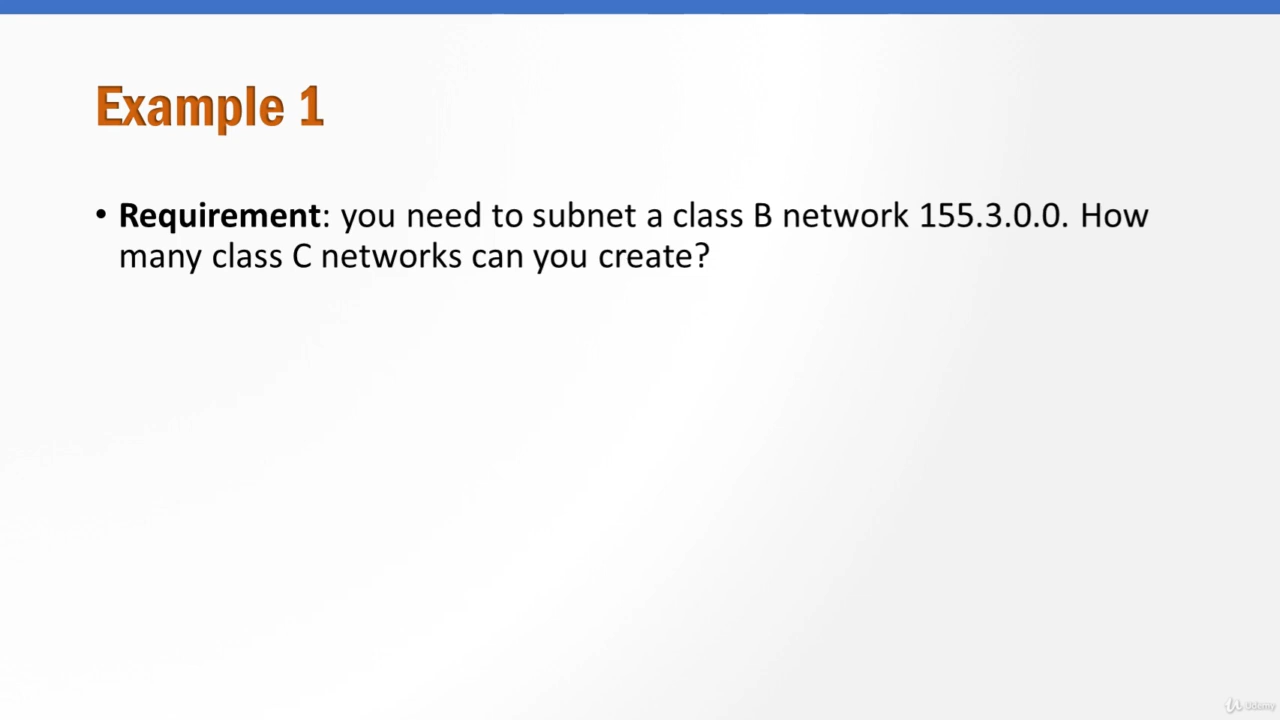 Example 1
• Requirement: you need to subnet a class B network 155.3.0.0. How
many class C networks can you create?
Udemy